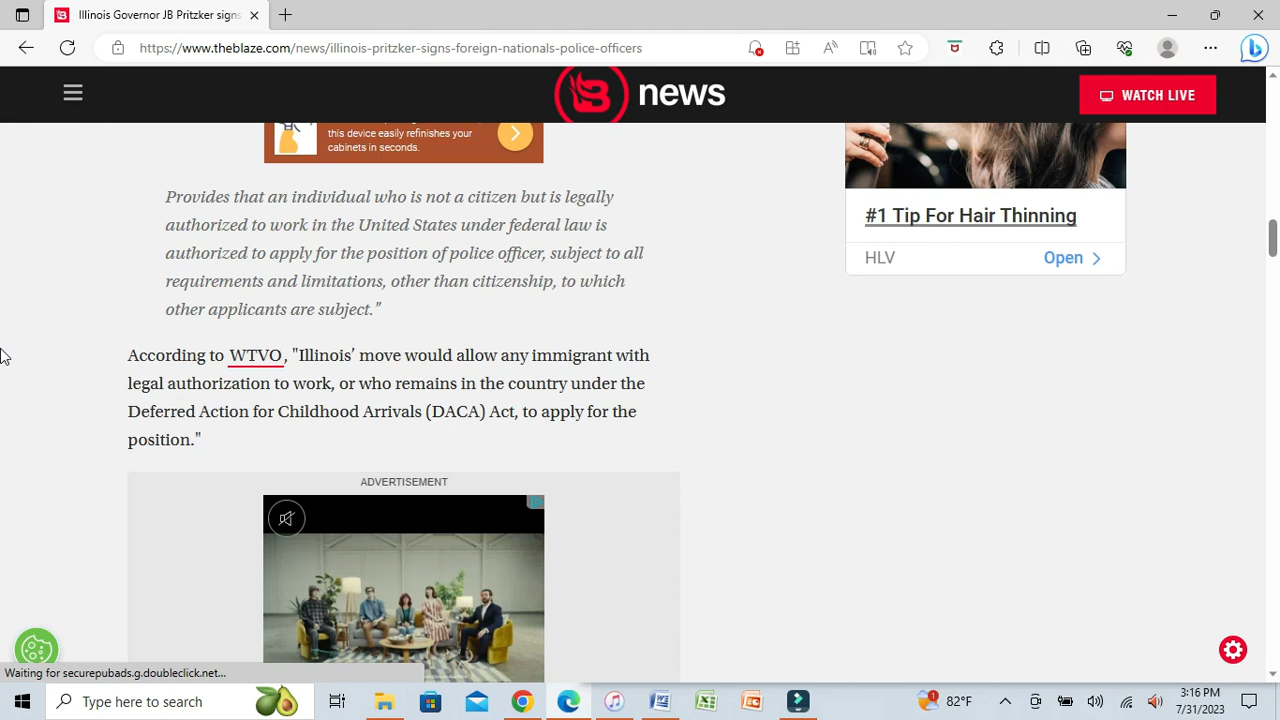 Illinois Governor JB Pritzker signs
https://www.theblaze.com/news/illinois-pritzker-signs-foreign-nationals-police-officers
news
WATCH LIVE
this device easily refinishes your
cabinets in seconds.
Provides that an individual who is not a citizen but is legally
authorized to work in the United States under federal law is
authorized to apply for the position of police officer, subject to all
requirements and limitations, other than citizenship, to which
other applicants are subject.”
According to WTVO, "Illinois’ move would allow any immigrant with
legal authorization to work, or who remains in the country under the
Deferred Action for Childhood Arrivals (DACA) Act, to apply for the
position."
ADVERTISEMENT
#1 Tip For Hair Thinning
HLV
Open
Waiting for securepubads.g.doubleclick.net...
Type here to search
1
82°F
3:16 PM
7/31/2023